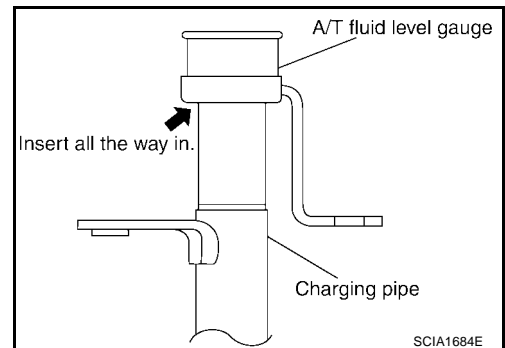 A/T fluid level gauge
Insert all the way in.
Charging pipe
SCIA1684E